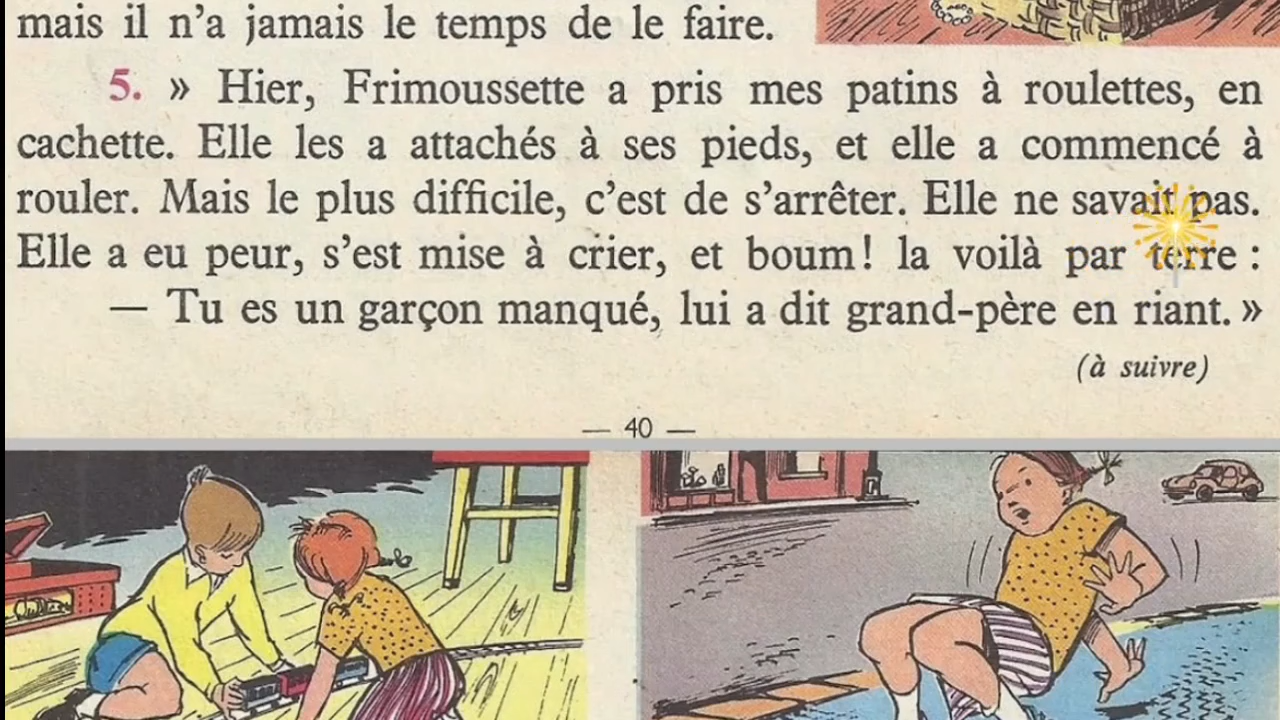 mais il n'a jamais le temps de le faire.
5. » Hier, Frimoussette a pris mes patins à roulettes, en
cachette. Elle les a attachés à ses pieds, et elle a commencé à
rouler. Mais le plus difficile, c'est de s'arrêter. Elle ne savait pas.
Elle a eu peur, s'est mise à crier, et boum! la voilà par terre :
— Tu es un garçon manqué, lui a dit grand-père en riant. »
(à suivre)
— 40 —